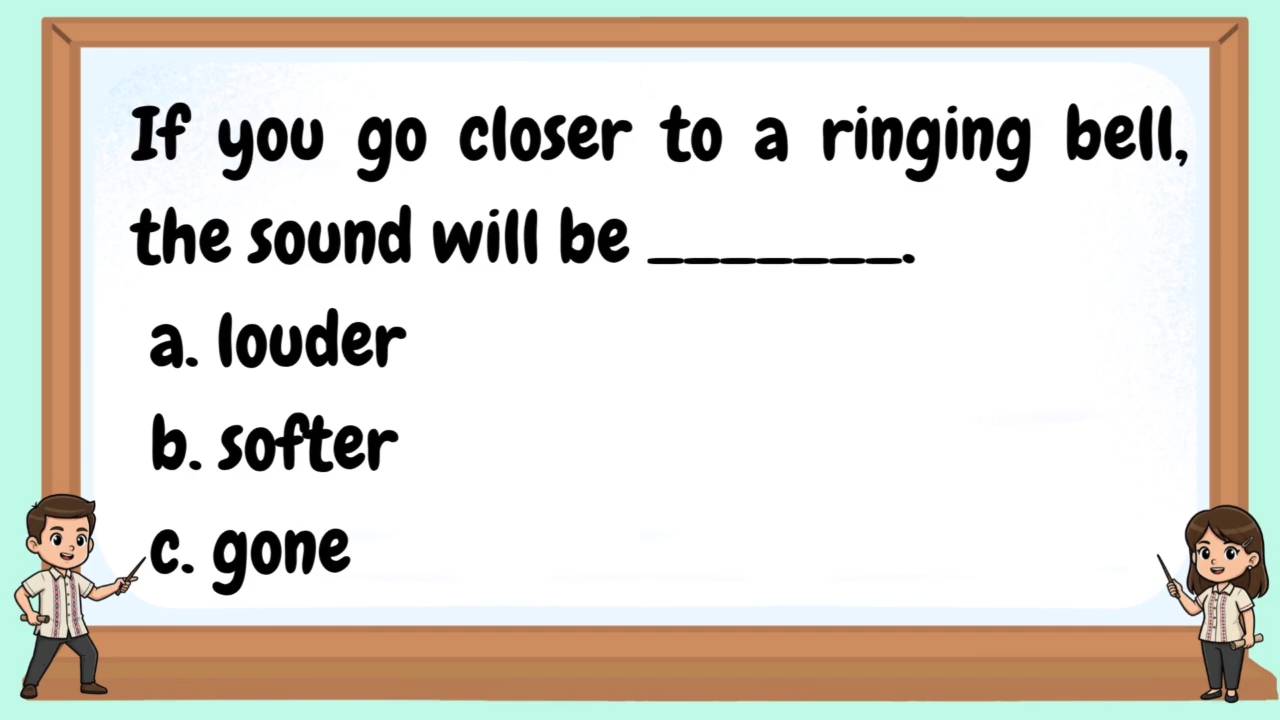 If you go closer to a ringing bell,
the sound will be _______.
a. louder
b. softer
c. gone